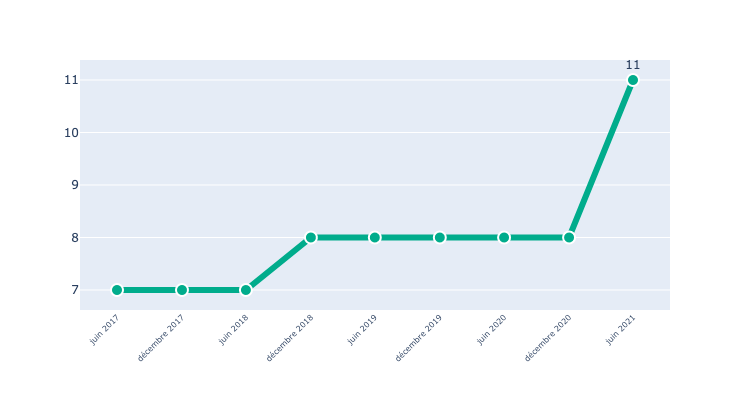 11
11
10
9
8
7
juin 2017
décembre 2017
juin 2018
décembre 2018
juin 2019
décembre 2019
juin 2020
décembre 2020
juin 2021